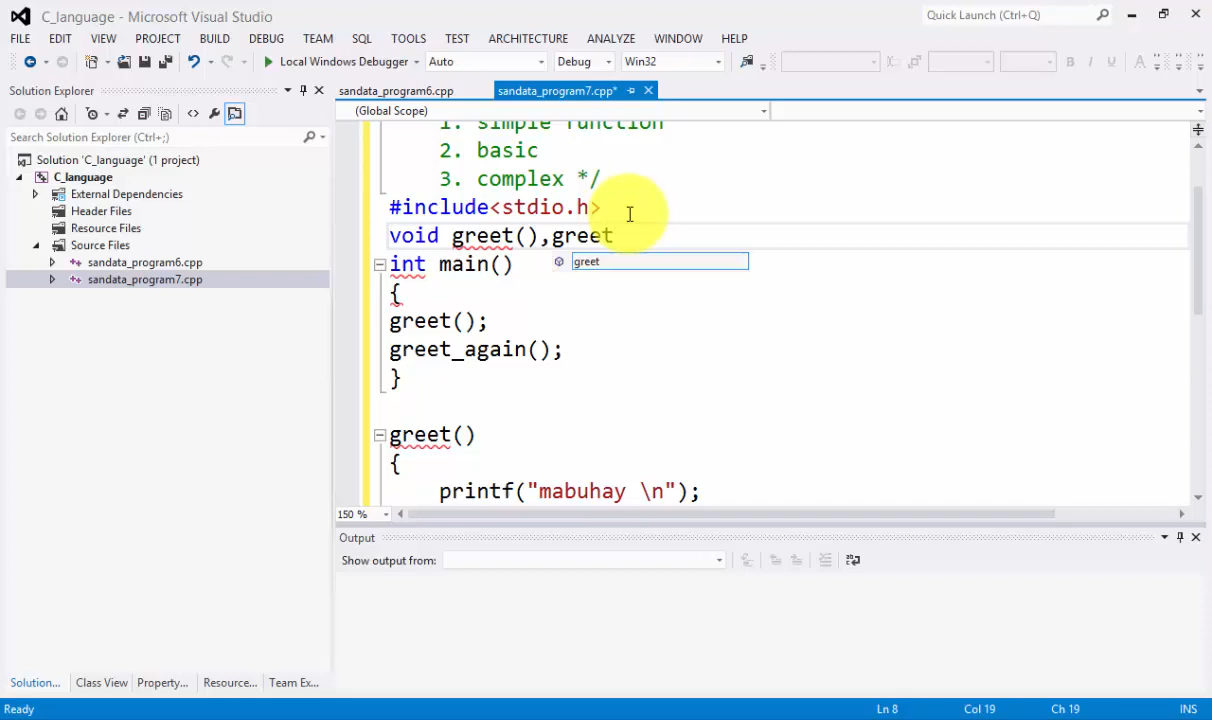 C_language - Microsoft Visual Studio
Quick Launch (Ctrl+Q)
FILE EDIT VIEW PROJECT BUILD DEBUG TEAM SQL TOOLS TEST ARCHITECTURE ANALYZE WINDOW HELP
Local Windows Debugger Auto Debug Win32
Solution Explorer
sandata_program6.cpp sandata_program7.cpp*
(Global Scope)
Search Solution Explorer (Ctrl+;)
Solution 'C_language' (1 project)
C_language
External Dependencies
Header Files
Resource Files
Source Files
sandata_program6.cpp
sandata_program7.cpp
1. simple function
2. basic
3. complex */
#include<stdio.h>
void greet(),greet
greet
int main()
{
greet();
greet_again();
}
greet()
{
printf("mabuhay \n");
150 %
Output
Show output from:
Solution... Class View Property... Resource... Team Ex...
Ready Ln 8 Col 19 Ch 19 INS